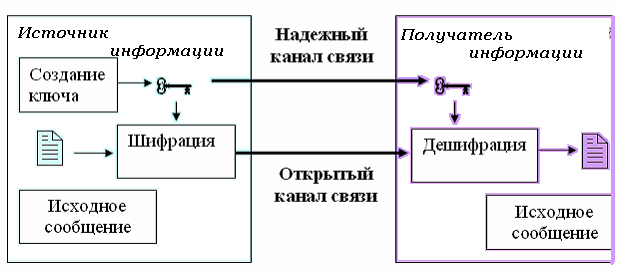 Источник
информации
Создание
ключа
Шифрация
Исходное
сообщение
Надежный
канал связи
Открытый
канал связи
Получатель
информации
Дешифрация
Исходное
сообщение